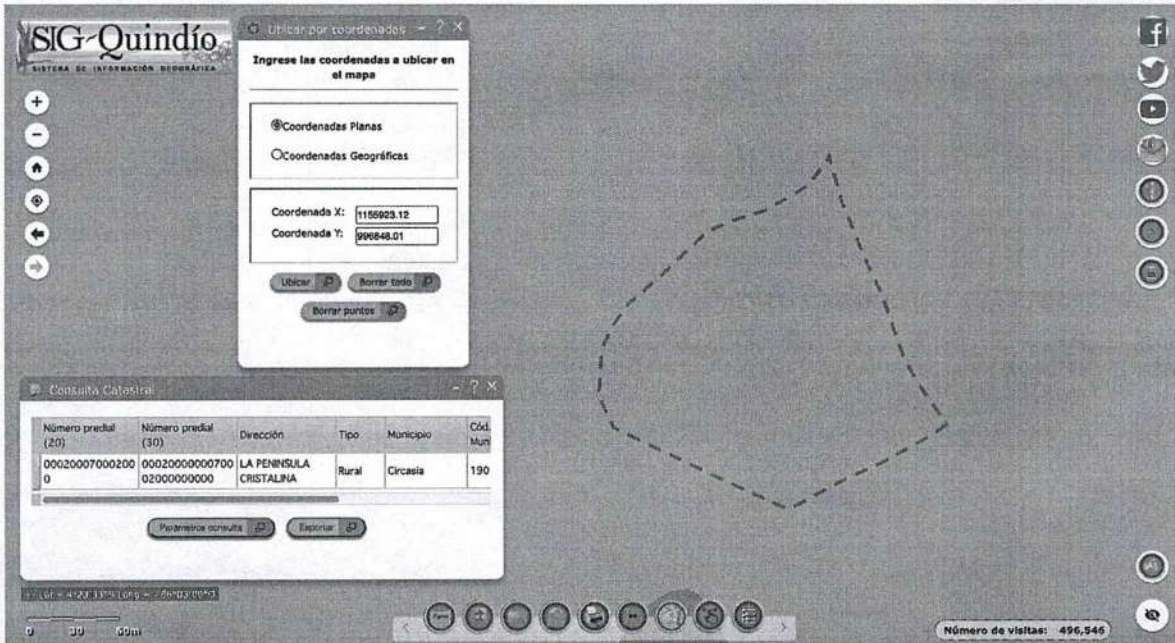 SIG-Quindío
SISTEMA DE INFORMACIÓN GEOGRÁFICA
Ubicar por coordenadas
Ingrese las coordenadas a ubicar en
el mapa
Coordenadas Planas
Coordenadas Geográficas
Coordenada X: 1155923.12
Coordenada Y: 996848.01
Ubicar
Borrar todo
Borrar puntos
Consulta Catastral
Número predial (20) Número predial (30) Dirección Tipo Municipio Cód. Mun
00020007000200 00020000000700 LA PENINSULA Rural Circasia 190
0 02000000000 CRISTALINA
Parámetros consulta
Exportar
0 30 60m
Número de visitas: 496,546